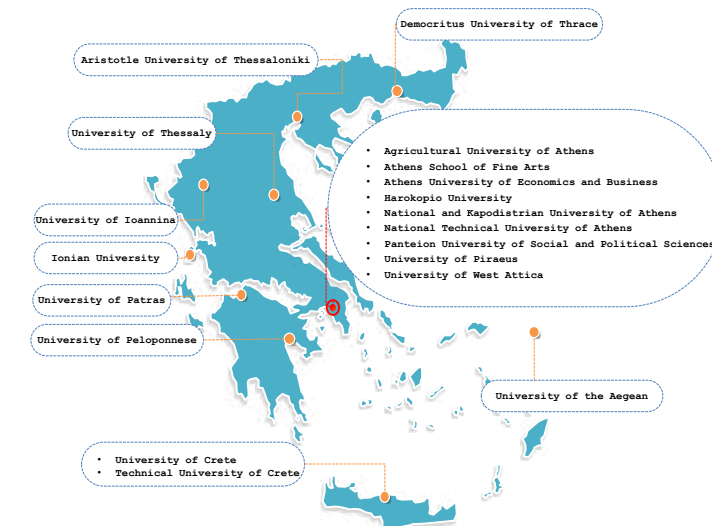 Democritus University of Thrace
Aristotle University of Thessaloniki
University of Thessaly
• Agricultural University of Athens
• Athens School of Fine Arts
• Athens University of Economics and Business
• Harokopio University
• National and Kapodistrian University of Athens
• National Technical University of Athens
• Panteion University of Social and Political Sciences
• University of Piraeus
• University of West Attica
University of Ioannina
Ionian University
University of Patras
University of Peloponnese
University of the Aegean
• University of Crete
• Technical University of Crete